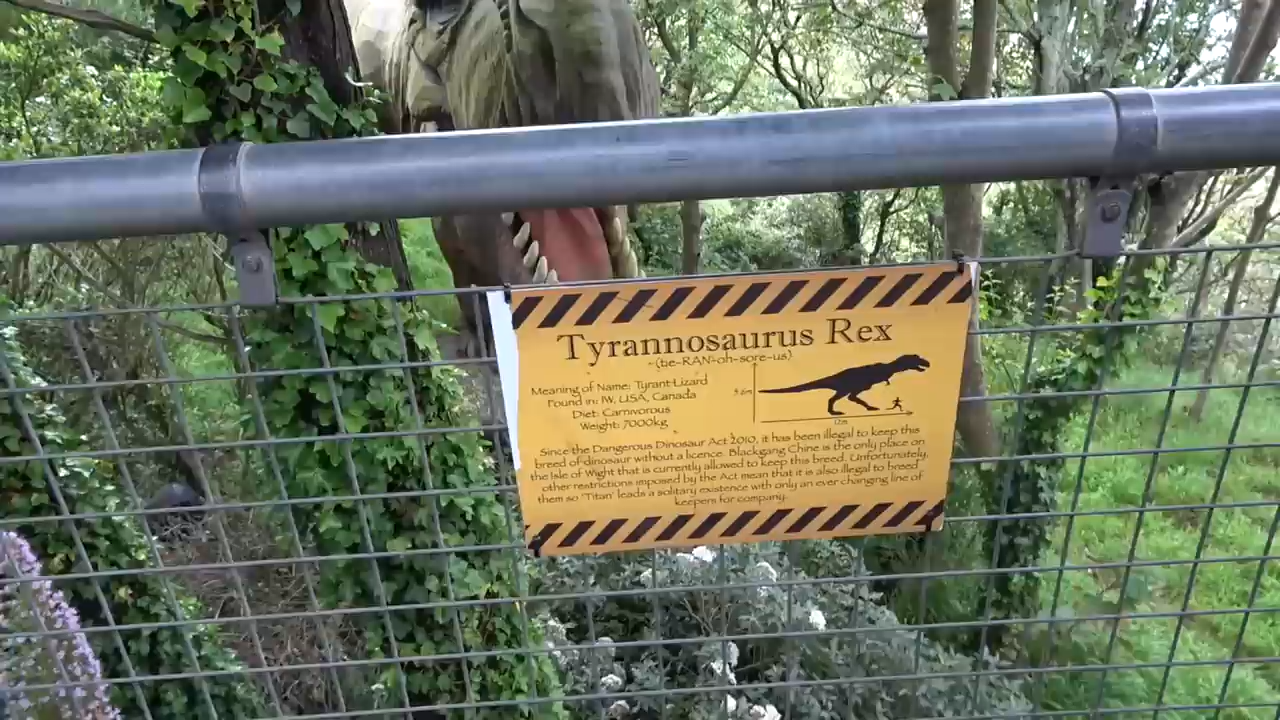 Tyrannosaurus Rex
(tie-RAN-oh-sore-us)
Meaning of Name: Tyrant Lizard
Found in: IW, USA, Canada
Diet: Carnivorous
Weight: 7000kg
5.6m
12m
Since the Dangerous Dinosaur Act 2010, it has been illegal to keep this
breed of dinosaur without a licence. Blackgang Chine is the only place on
the Isle of Wight that is currently allowed to keep this breed. Unfortunately,
other restrictions imposed by the Act mean that it is also illegal to breed
them so 'Titan' leads a solitary existence with only an ever changing line of
keepers for company.